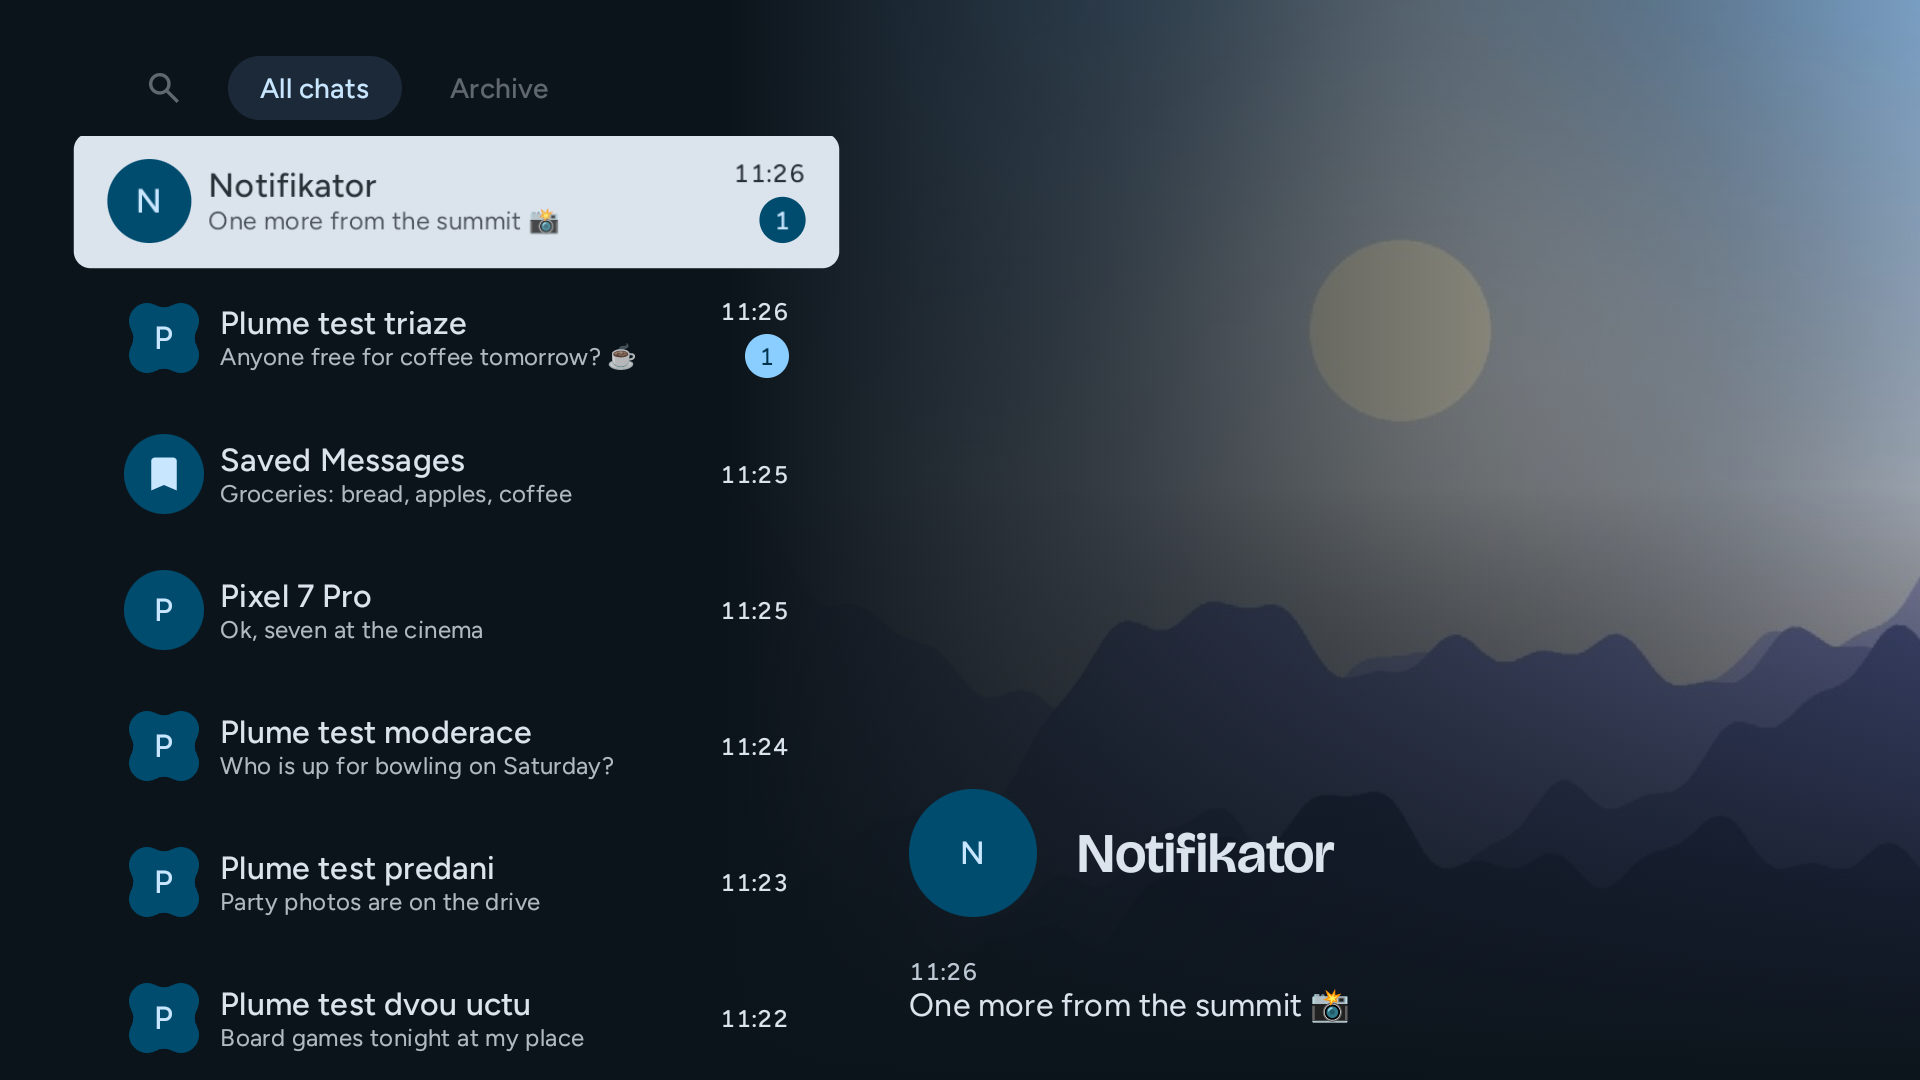 All chats
Archive
N
Notifikator
One more from the summit 📸
11:26
1
P
Plume test triaze
Anyone free for coffee tomorrow? ☕
11:26
1
Saved Messages
Groceries: bread, apples, coffee
11:25
P
Pixel 7 Pro
Ok, seven at the cinema
11:25
P
Plume test moderace
Who is up for bowling on Saturday?
11:24
P
Plume test predani
Party photos are on the drive
11:23
P
Plume test dvou uctu
Board games tonight at my place
11:22
N
Notifikator
11:26
One more from the summit 📸